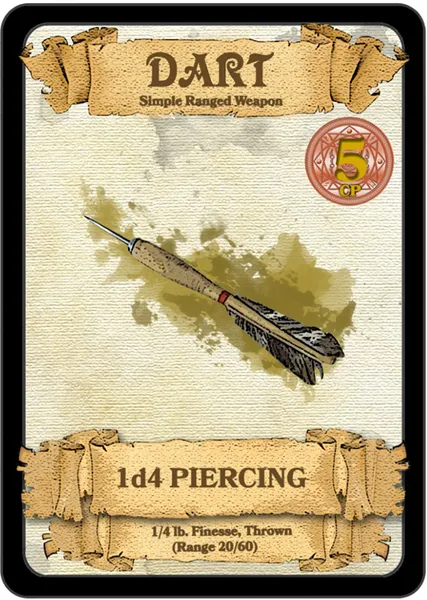 DART
Simple Ranged Weapon
5
CP
1d4 PIERCING
1/4 lb. Finesse, Thrown
(Range 20/60)